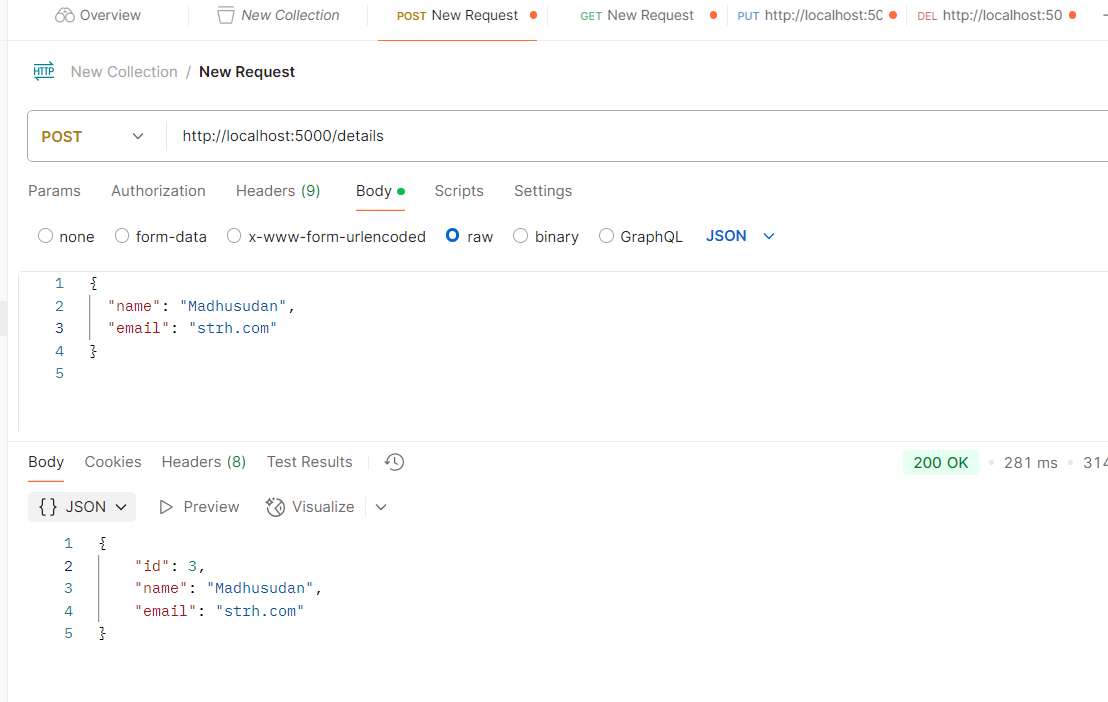 Overview New Collection POST New Request GET New Request PUT http://localhost:50 DEL http://localhost:50
HTTP New Collection / New Request
POST http://localhost:5000/details
Params Authorization Headers (9) Body Scripts Settings
none form-data x-www-form-urlencoded raw binary GraphQL JSON
1 {
2 "name": "Madhusudan",
3 "email": "strh.com"
4 }
5
Body Cookies Headers (8) Test Results 200 OK 281 ms 314
{} JSON Preview Visualize
1 {
2 "id": 3,
3 "name": "Madhusudan",
4 "email": "strh.com"
5 }